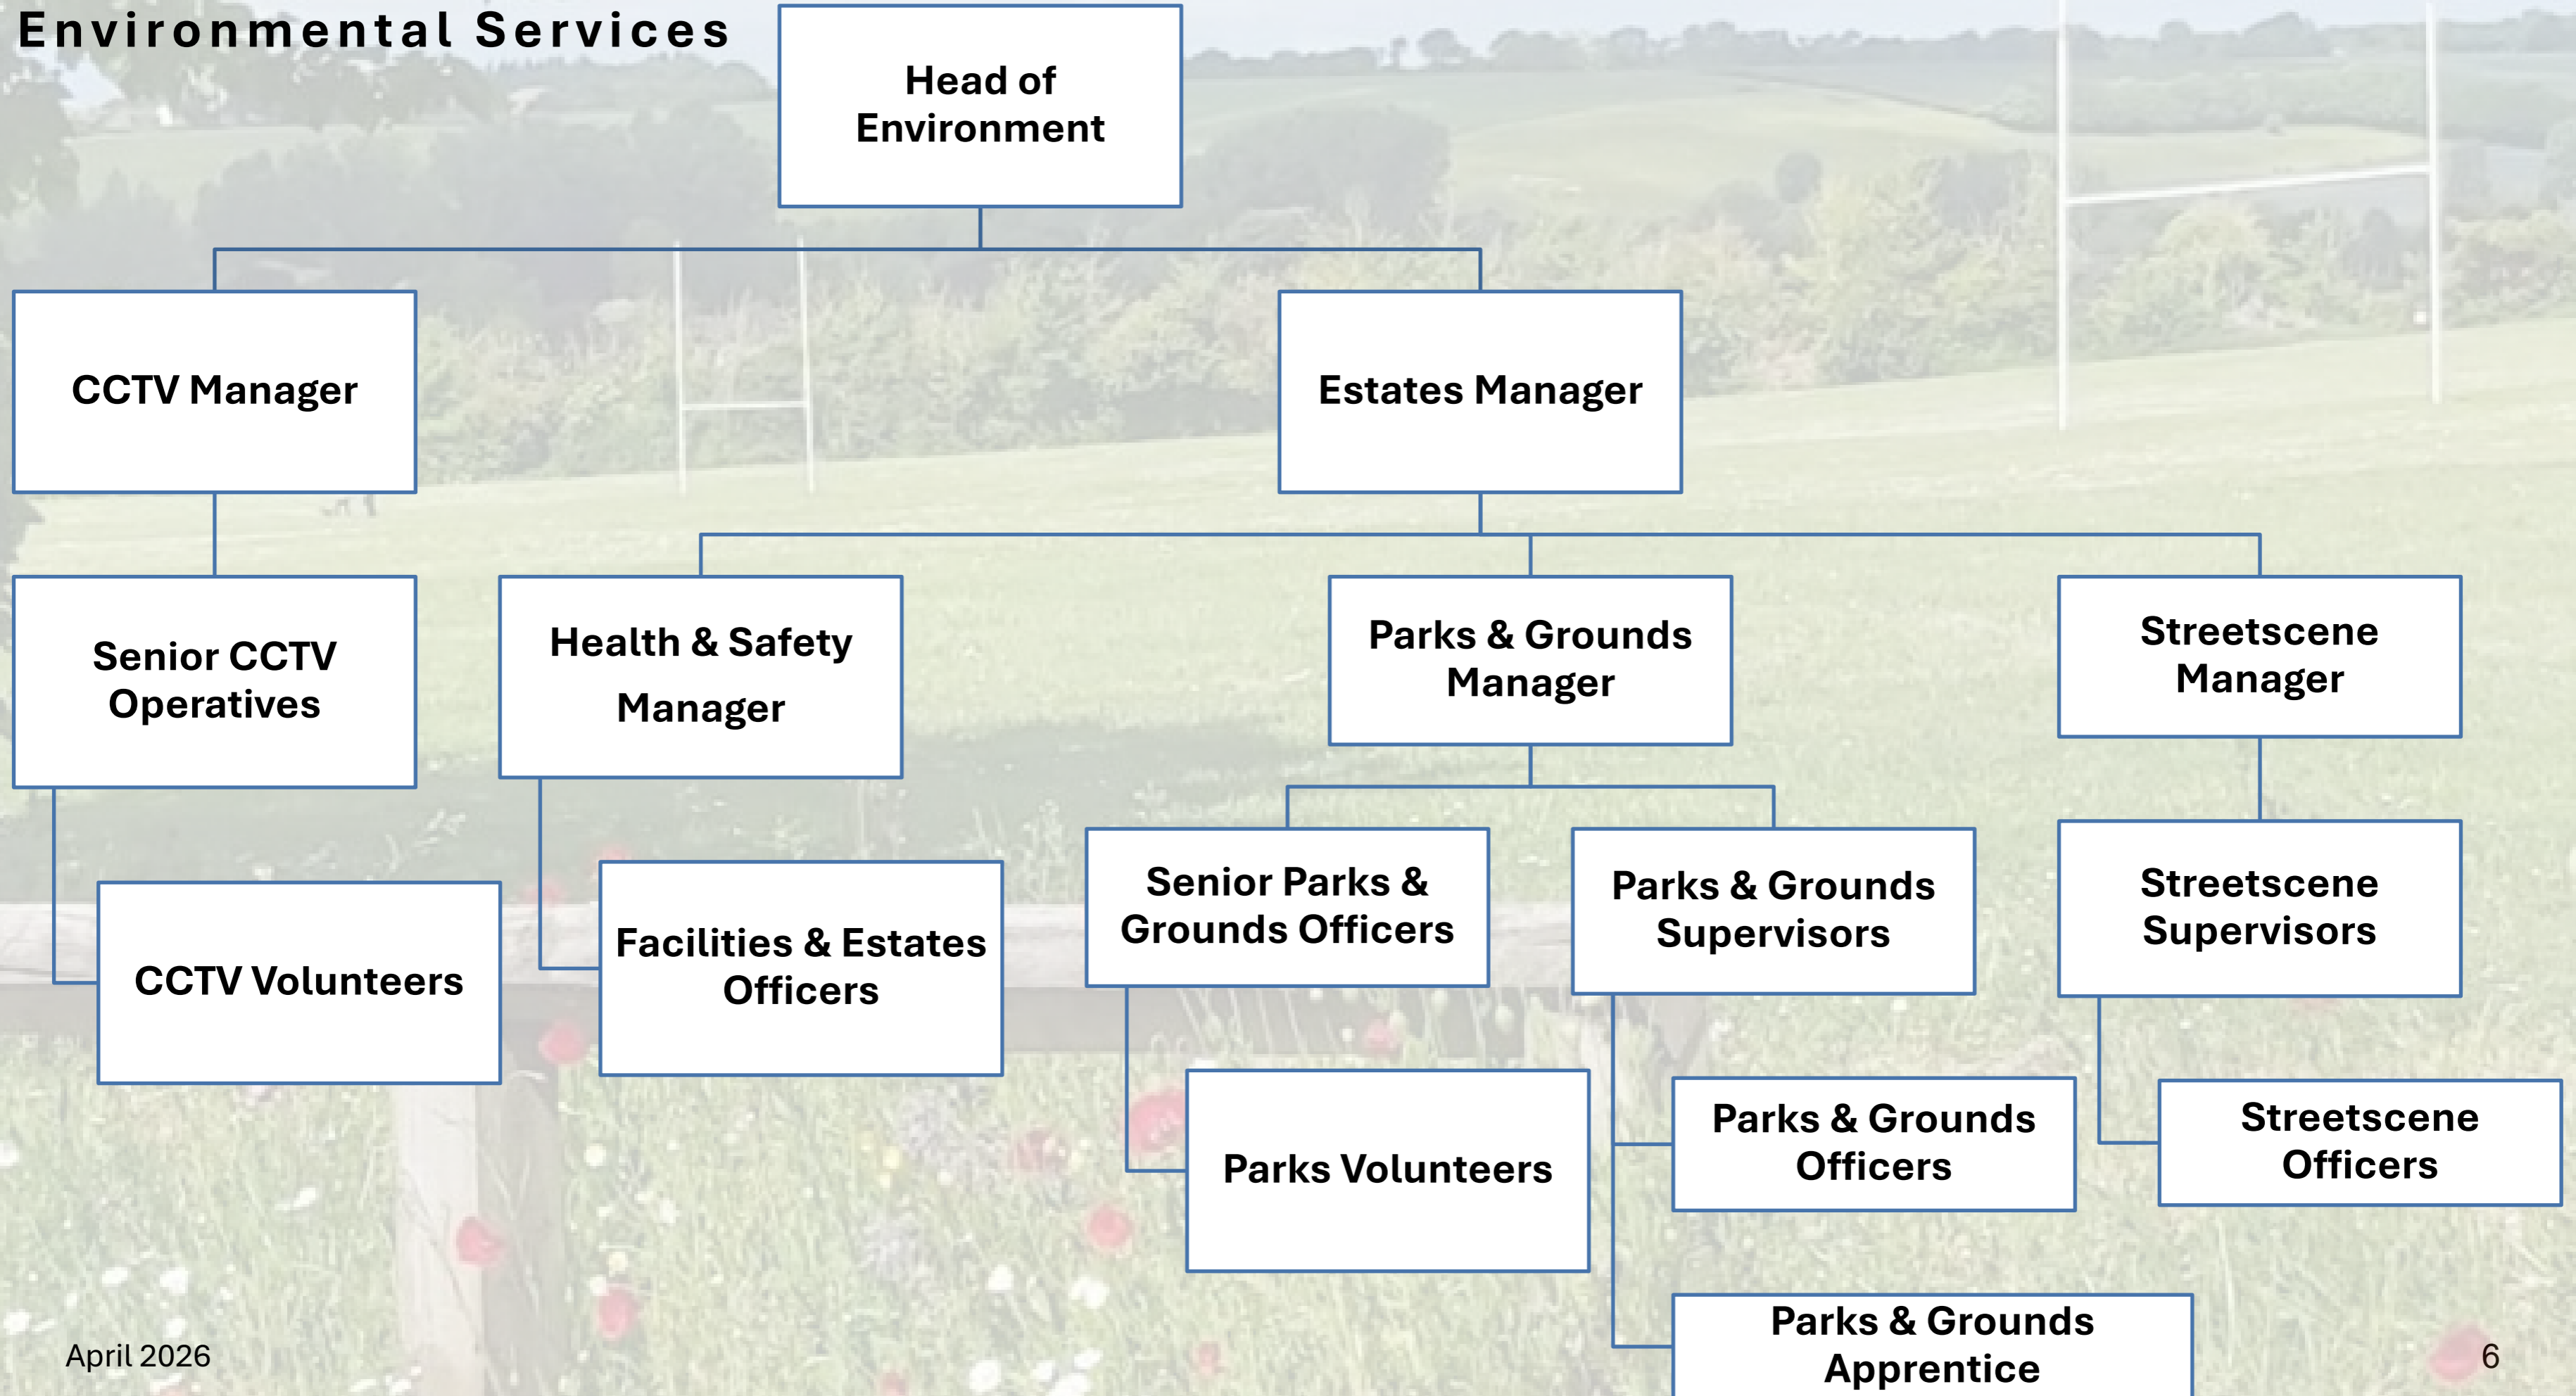 Environmental Services
Head of
Environment
CCTV Manager
Estates Manager
Senior CCTV
Operatives
Health & Safety
Manager
Parks & Grounds
Manager
Streetscene
Manager
CCTV Volunteers
Facilities & Estates
Officers
Senior Parks &
Grounds Officers
Parks & Grounds
Supervisors
Streetscene
Supervisors
Parks Volunteers
Parks & Grounds
Officers
Streetscene
Officers
Parks & Grounds
Apprentice
April 2026
6